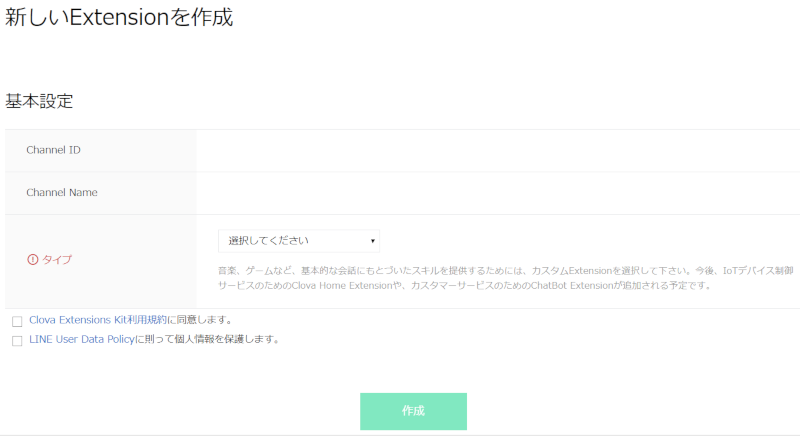 新しいExtensionを作成
基本設定
Channel ID
Channel Name
タイプ
選択してください
音楽、ゲームなど、基本的な会話にもとづいたスキルを提供するためには、カスタムExtensionを選択して下さい。今後、IoTデバイス制御
サービスのためのClova Home Extensionや、カスタマーサービスのためのChatBot Extensionが追加される予定です。
Clova Extensions Kit利用規約に同意します。
LINE User Data Policyに則って個人情報を保護します。
作成